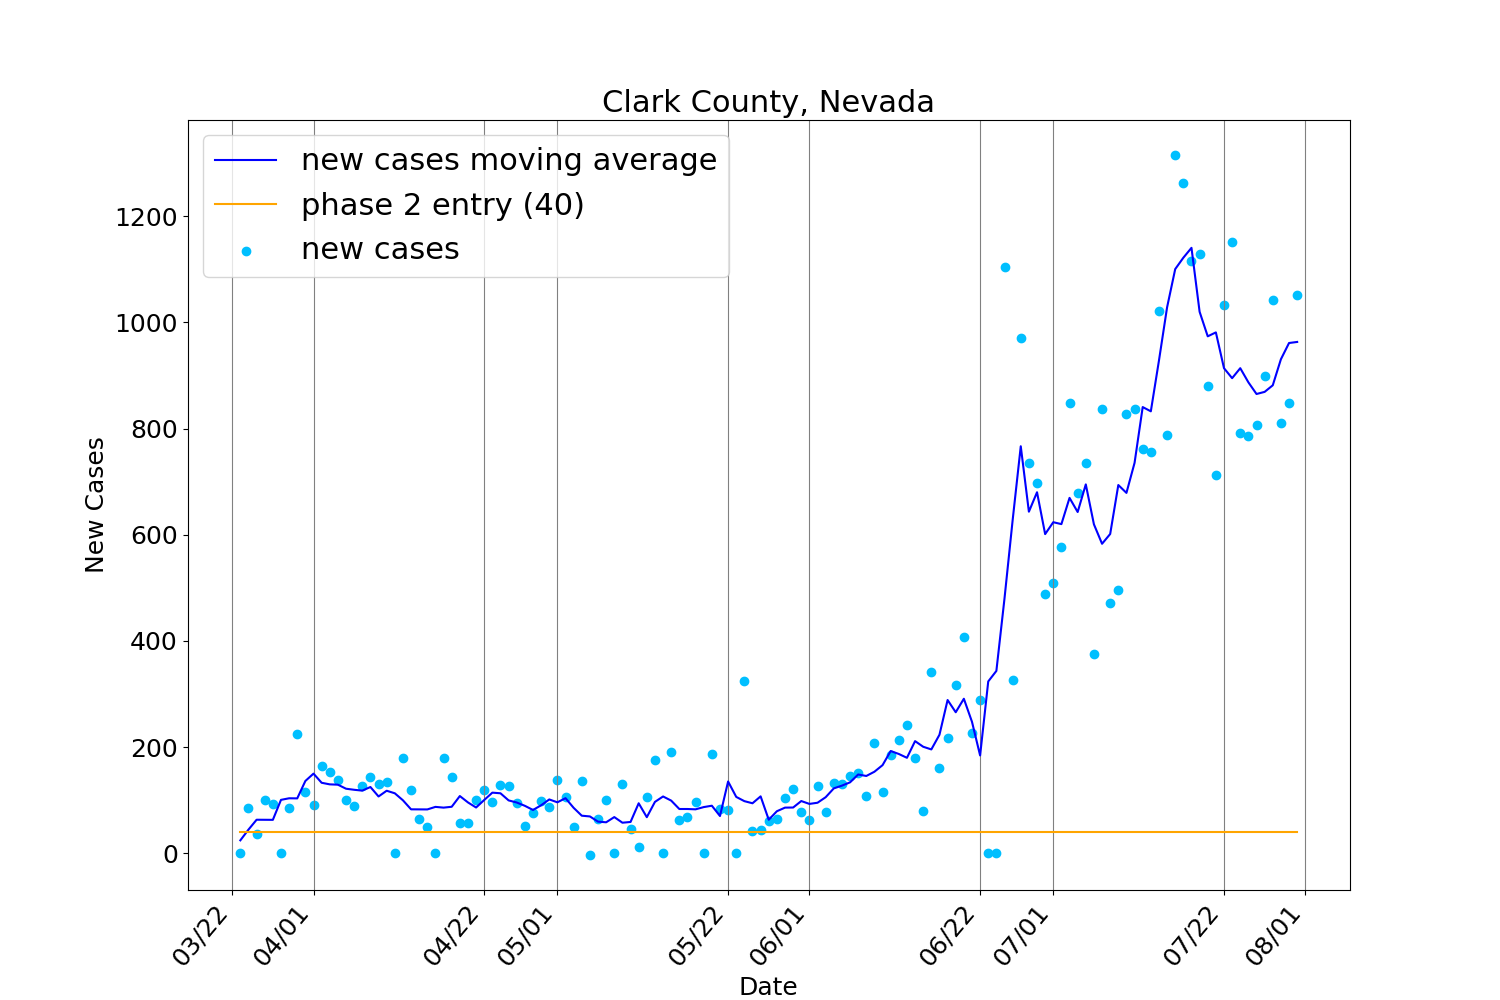 Clark County, Nevada
new cases moving average
phase 2 entry (40)
new cases
1200
1000
800
600
400
200
0
New Cases
03/22
04/01
04/22
05/01
05/22
06/01
06/22
07/01
07/22
08/01
Date